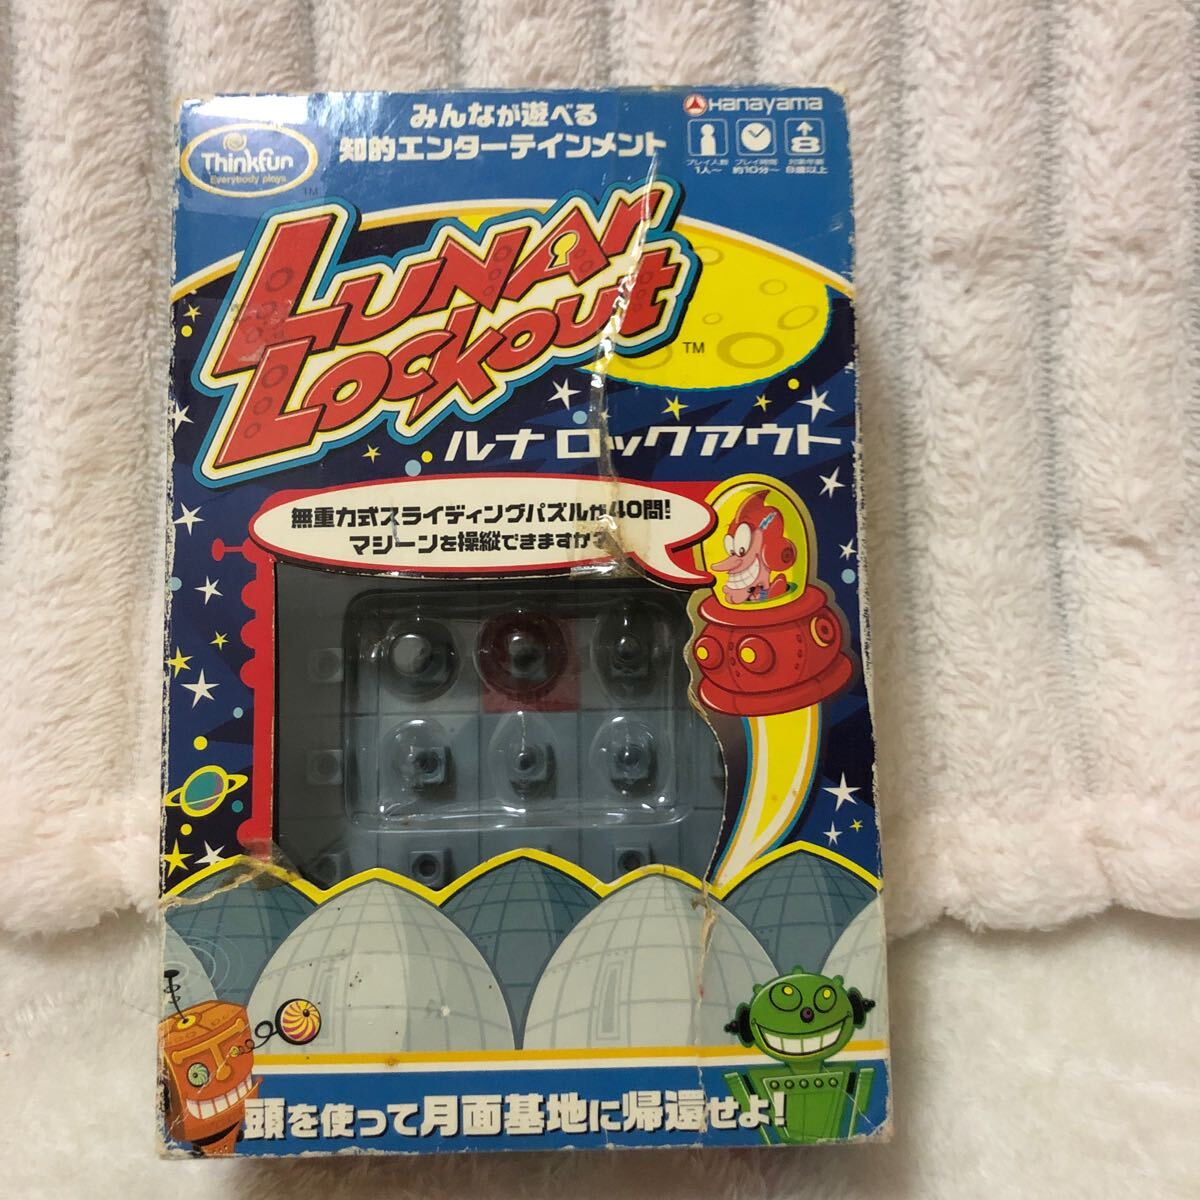 みんなが遊べる
知的エンターテインメント
Hanayama
プレイ人数
1人〜
プレイ時間
約10分〜
8
対象年齢
8歳以上
Thinkfun
Everybody plays
TM
LUNAr
LOCKOut
TM
ルナ ロックアウト
無重力式スライディングパズルが40問!
マシーンを操縦できますか?
頭を使って月面基地に帰還せよ!